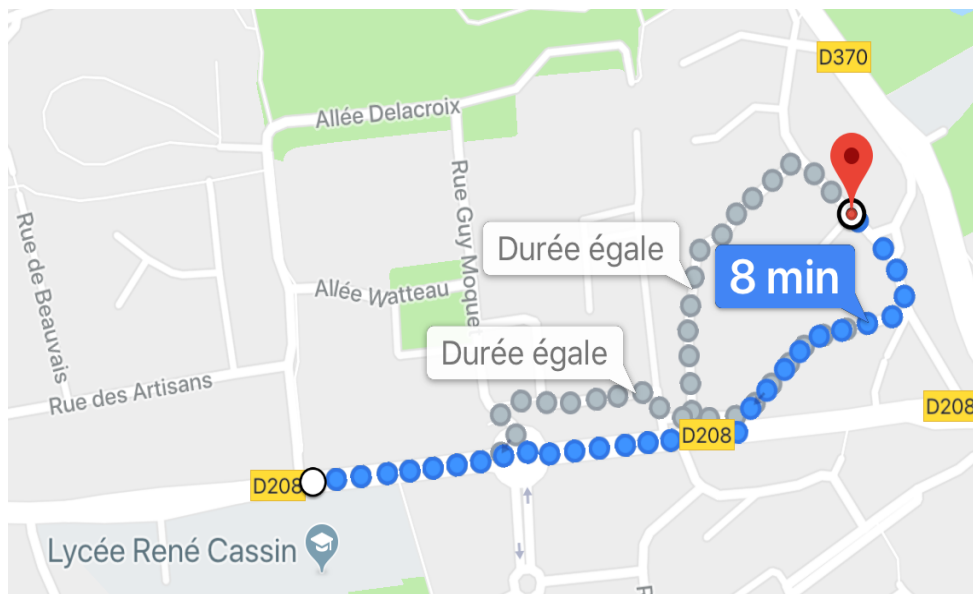 D370
Allée Delacroix
Rue Guy Moquet
Rue de Beauvais
Durée égale
8 min
Allée Watteau
Durée égale
Rue des Artisans
D208
D208
D208
Lycée René Cassin